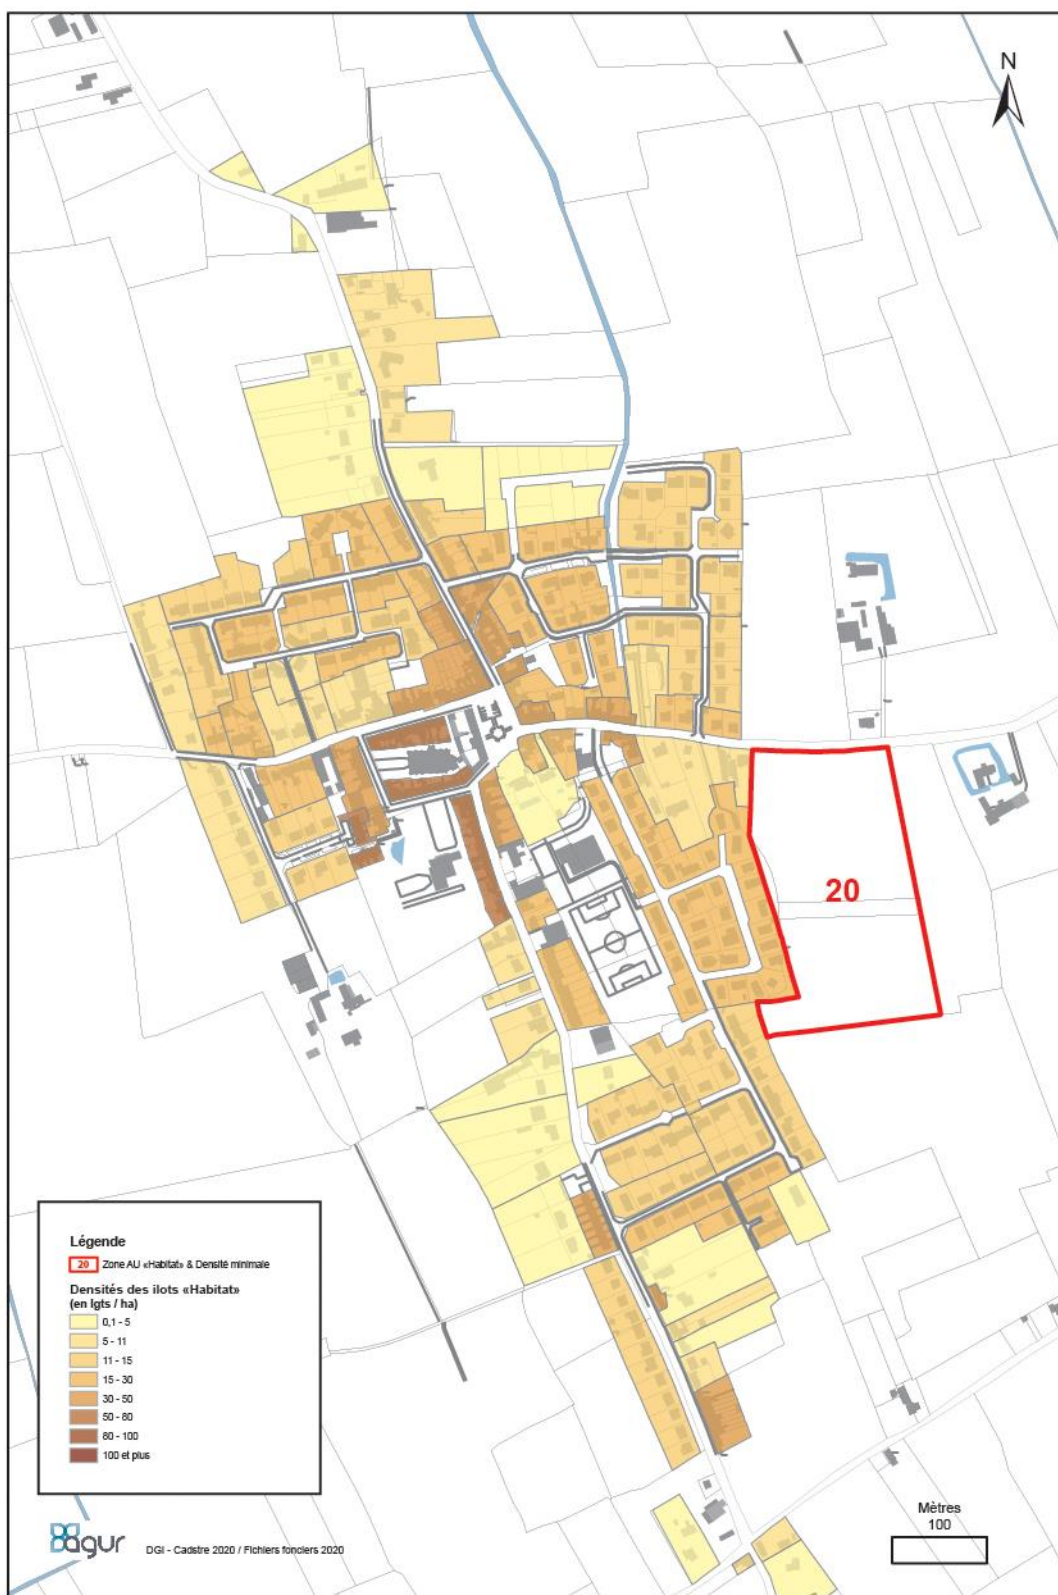 N
20
Légende
20 Zone AU «Habitat» & Densité minimale
Densités des ilots «Habitat»
(en lgts / ha)
0,1 - 5
5 - 11
11 - 15
15 - 30
30 - 50
50 - 80
80 - 100
100 et plus
Mètres
100
agur
DGI - Cadstre 2020 / Fichiers fonciers 2020